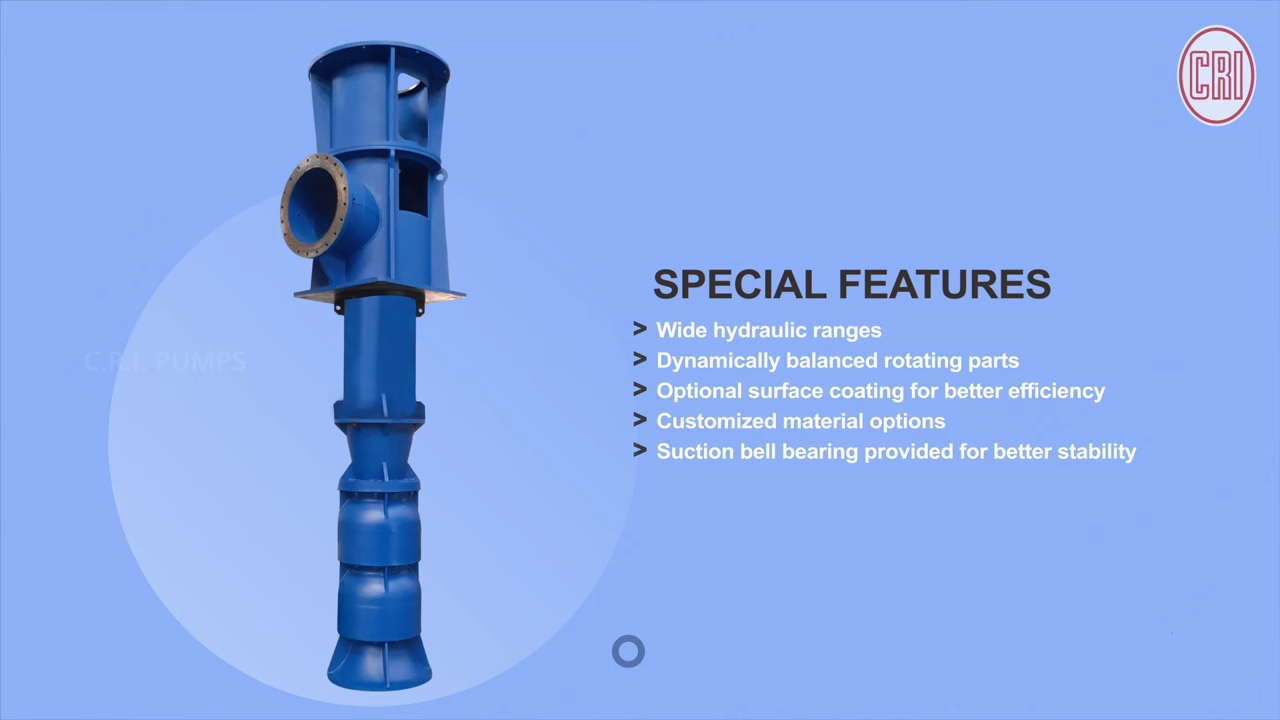 CRI
SPECIAL FEATURES
> Wide hydraulic ranges
> Dynamically balanced rotating parts
> Optional surface coating for better efficiency
> Customized material options
> Suction bell bearing provided for better stability
C.R.I. PUMPS